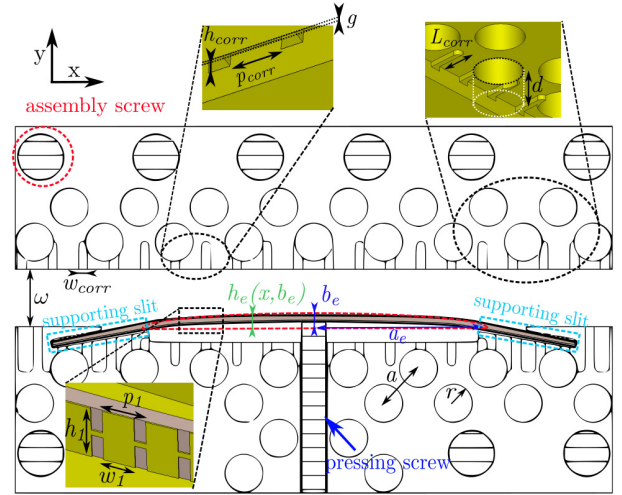 g
h_corr
p_corr
L_corr
d
y
x
assembly screw
w_corr
ω
h_e(x,b_e)
b_e
supporting slit
supporting slit
a_e
a
r
p_1
h_1
w_1
pressing screw